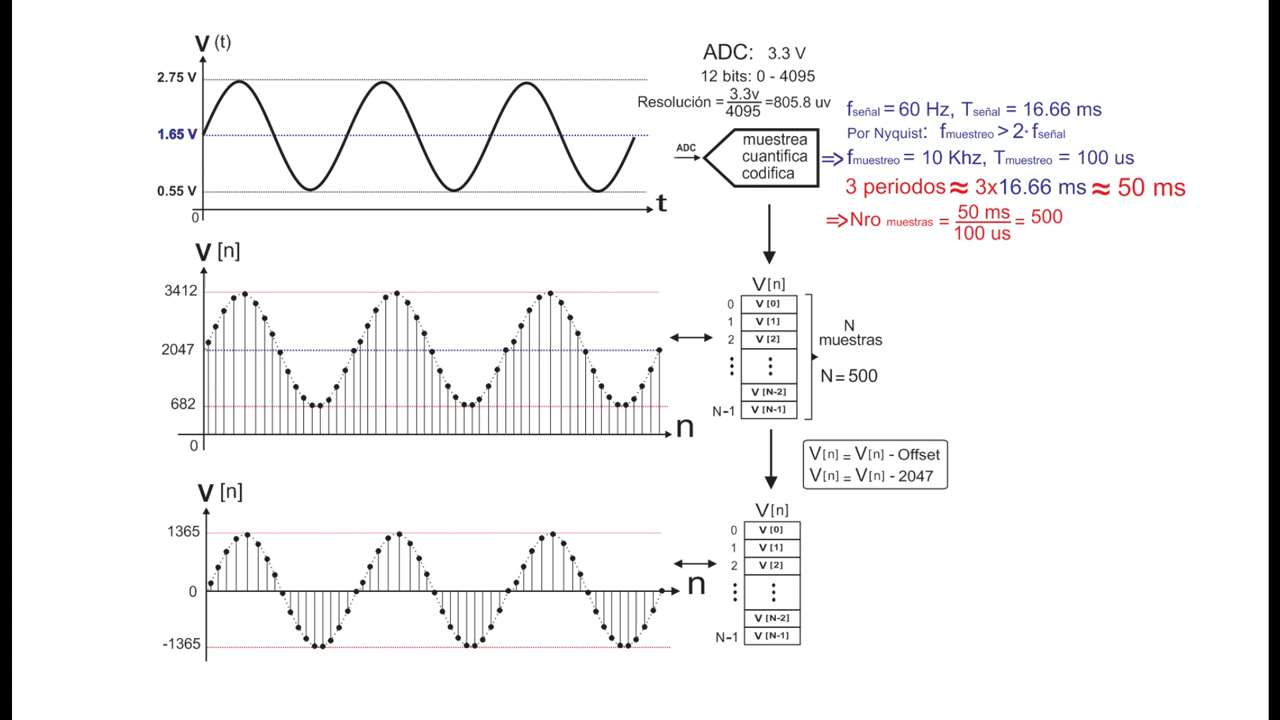 V (t)
2.75 V
1.65 V
0.55 V
0
t
ADC: 3.3 V
12 bits: 0 - 4095
Resolución = 3.3v / 4095 = 805.8 uv
ADC
muestrea
cuantifica
codifica
fseñal = 60 Hz, Tseñal = 16.66 ms
Por Nyquist: fmuestreo > 2· fseñal
⇒ fmuestreo = 10 Khz, Tmuestreo = 100 us
3 periodos ≈ 3x16.66 ms ≈ 50 ms
⇒ Nro muestras = 50 ms / 100 us = 500
V [n]
3412
2047
682
0
n
V[n]
0 V [0]
1 V [1]
2 V [2]
V [N-2]
N-1 V [N-1]
N
muestras
N = 500
V[n] = V[n] - Offset
V[n] = V[n] - 2047
V [n]
1365
0
-1365
n
V[n]
0 V [0]
1 V [1]
2 V [2]
V [N-2]
N-1 V [N-1]